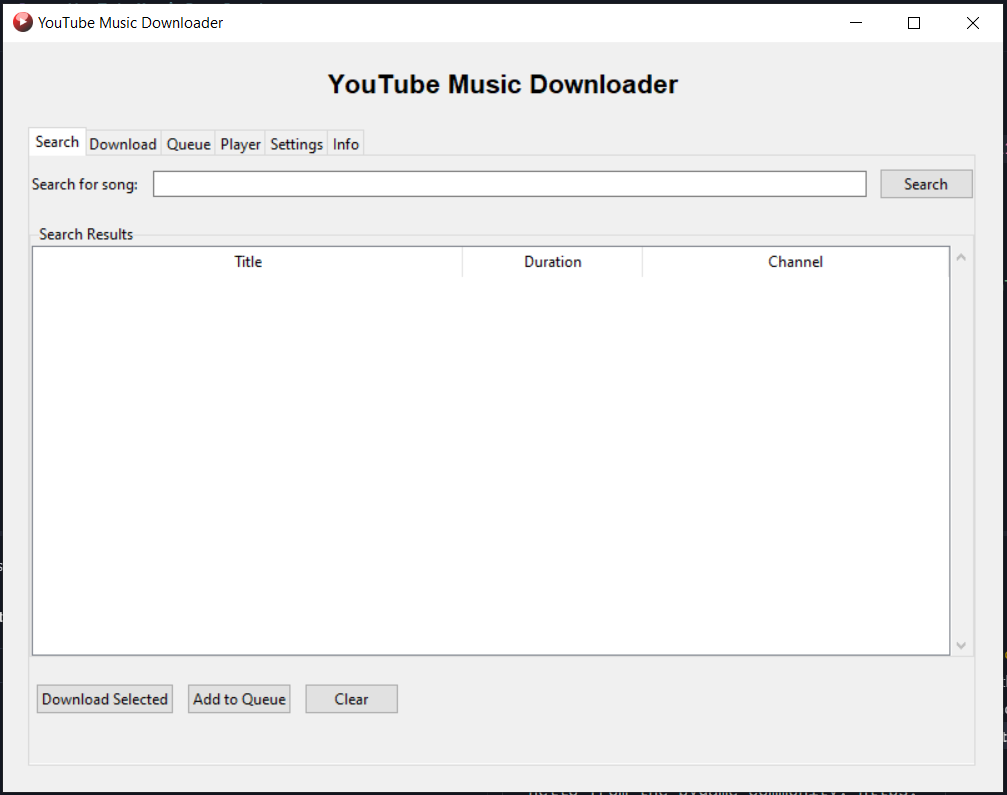 YouTube Music Downloader
YouTube Music Downloader
Search Download Queue Player Settings Info
Search for song: Search
Search Results
Title Duration Channel
Download Selected Add to Queue Clear